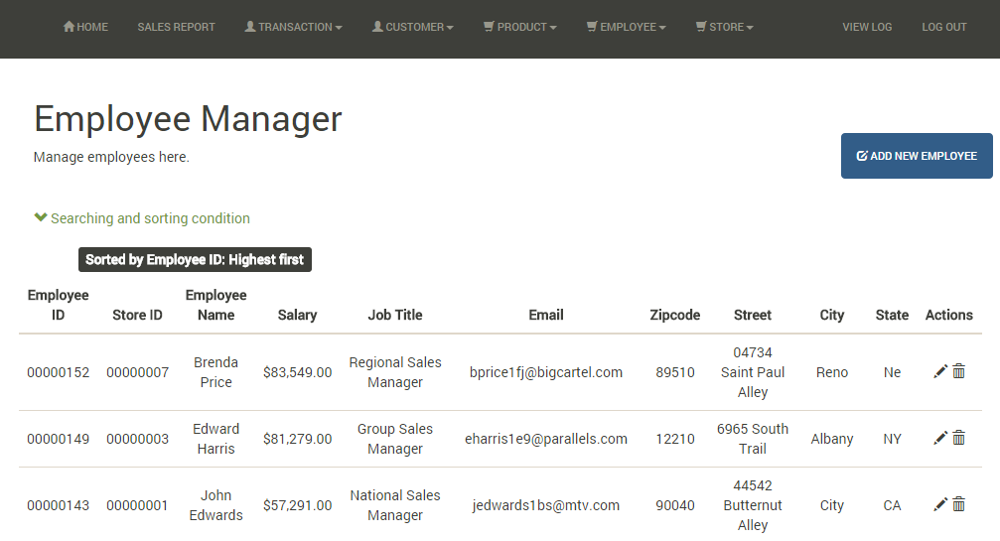 HOME SALES REPORT TRANSACTION CUSTOMER PRODUCT EMPLOYEE STORE VIEW LOG LOG OUT
Employee Manager
Manage employees here.
ADD NEW EMPLOYEE
Searching and sorting condition
Sorted by Employee ID: Highest first
Employee ID Store ID Employee Name Salary Job Title Email Zipcode Street City State Actions
00000152 00000007 Brenda Price $83,549.00 Regional Sales Manager bprice1fj@bigcartel.com 89510 04734 Saint Paul Alley Reno Ne
00000149 00000003 Edward Harris $81,279.00 Group Sales Manager eharris1e9@parallels.com 12210 6965 South Trail Albany NY
00000143 00000001 John Edwards $57,291.00 National Sales Manager jedwards1bs@mtv.com 90040 44542 Butternut Alley City CA